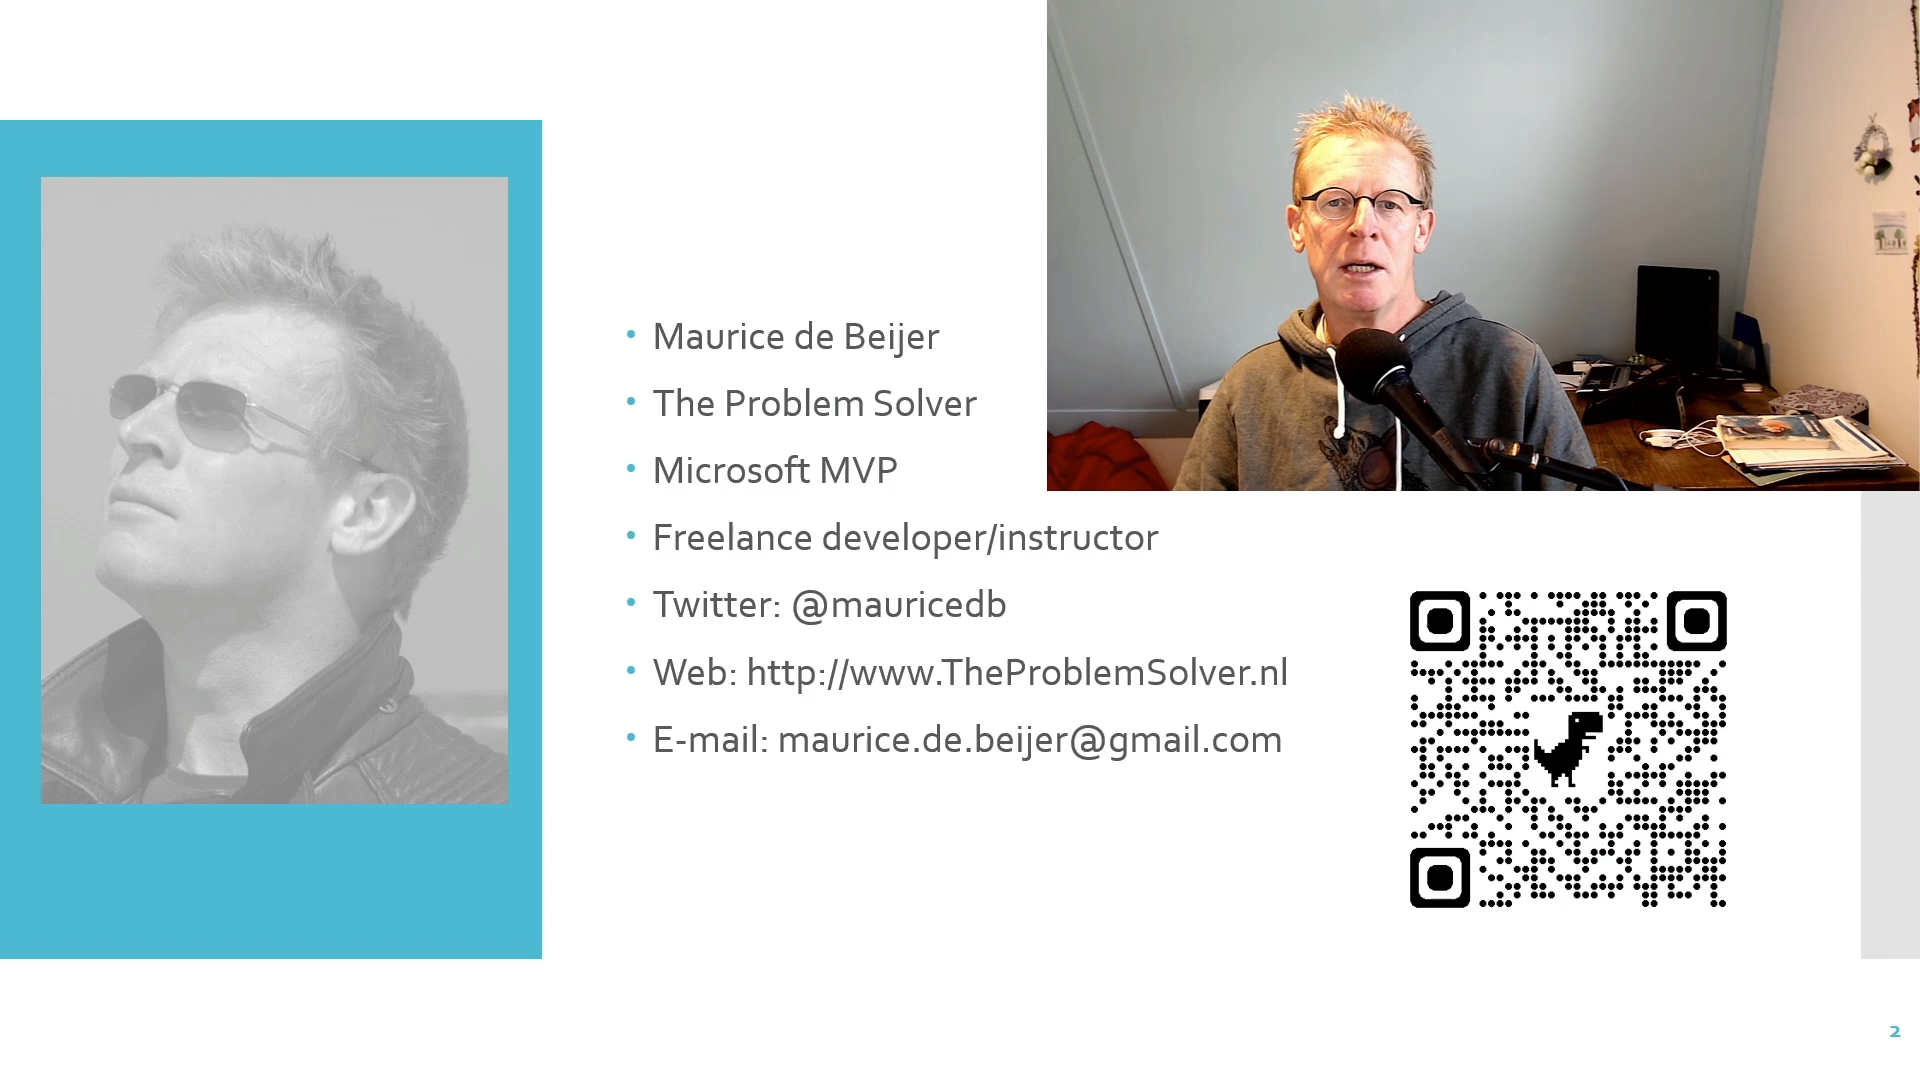 Maurice de Beijer
The Problem Solver
Microsoft MVP
Freelance developer/instructor
Twitter: @mauricedb
Web: http://www.TheProblemSolver.nl
E-mail: maurice.de.beijer@gmail.com
2